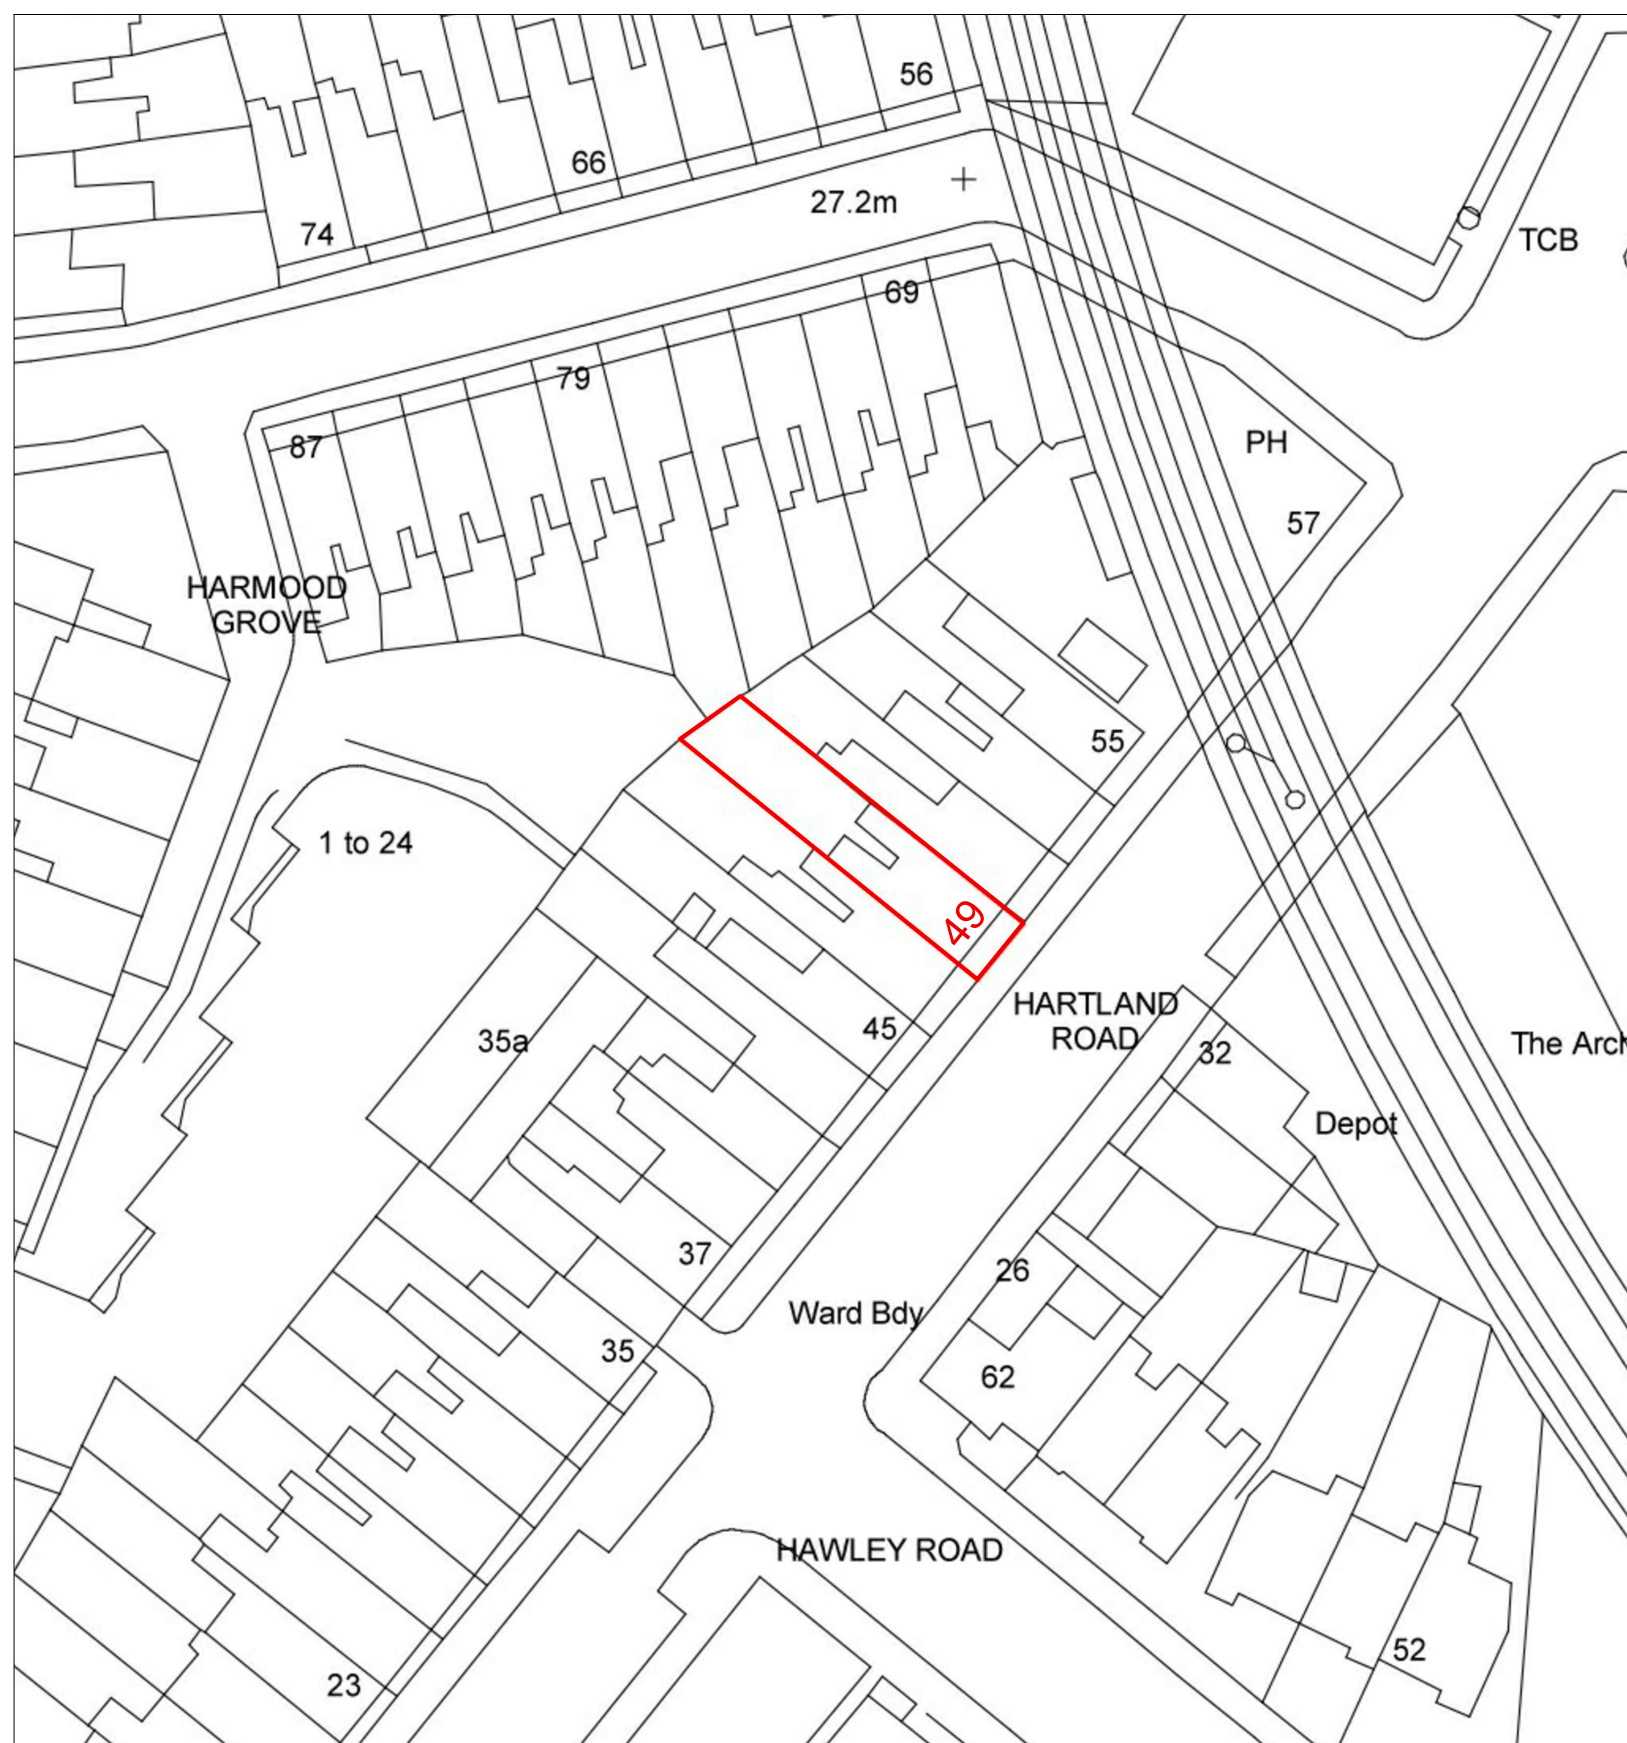 56
66
27.2m
74
TCB
69
79
87
PH
57
HARMOOD
GROVE
55
1 to 24
49
HARTLAND
ROAD
45
35a
32
The Arch
Depot
37
26
Ward Bdy
35
62
HAWLEY ROAD
52
23